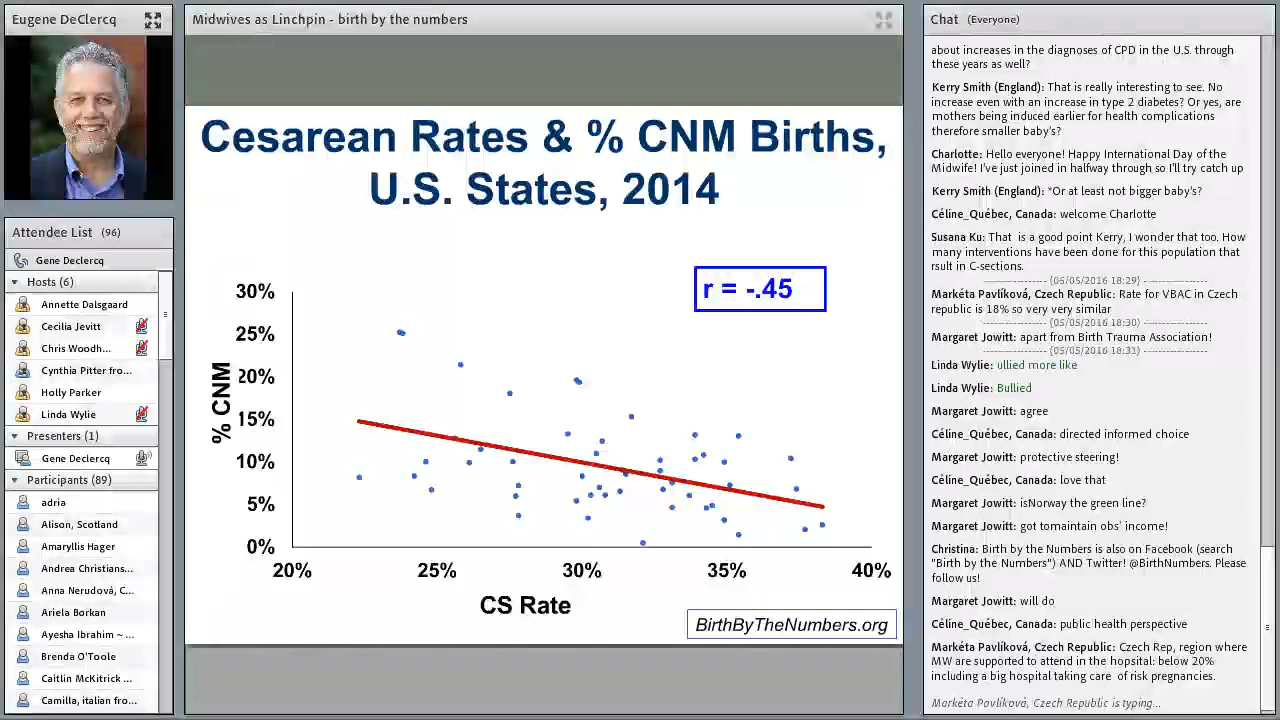 Eugene DeClercq
Attendee List (96)
Gene Declercq
Hosts (6)
Annette Dalsgaard
Cecilia Jevitt
Chris Woodh...
Cynthia Pitter fro...
Holly Parker
Linda Wylie
Presenters (1)
Gene Declercq
Participants (89)
adria
Alison, Scotland
Amaryllis Hager
Andrea Christians...
Anna Nerudová, C...
Ariela Borkan
Ayesha Ibrahim ~...
Brenda O'Toole
Caitlin McKitrick ...
Camilla, italian fro...
Midwives as Linchpin - birth by the numbers
Cesarean Rates & % CNM Births,
U.S. States, 2014
r = -.45
% CNM
30%
25%
20%
15%
10%
5%
0%
20% 25% 30% 35% 40%
CS Rate
BirthByTheNumbers.org
Chat (Everyone)
about increases in the diagnoses of CPD in the U.S. through
these years as well?
Kerry Smith (England): That is really interesting to see. No
increase even with an increase in type 2 diabetes? Or yes, are
mothers being induced earlier for health complications
therefore smaller baby's?
Charlotte: Hello everyone! Happy International Day of the
Midwife! I've just joined in halfway through so I'll try catch up
Kerry Smith (England): *Or at least not bigger baby's?
Céline_Québec, Canada: welcome Charlotte
Susana Ku: That is a good point Kerry, I wonder that too. How
many interventions have been done for this population that
rsult in C-sections.
------------------ (05/05/2016 18:29) ------------------
Markéta Pavlíková, Czech Republic: Rate for VBAC in Czech
republic is 18% so very very similar
------------------ (05/05/2016 18:30) ------------------
Margaret Jowitt: apart from Birth Trauma Association!
------------------ (05/05/2016 18:31) ------------------
Linda Wylie: ullied more like
Linda Wylie: Bullied
Margaret Jowitt: agree
Céline_Québec, Canada: directed informed choice
Margaret Jowitt: protective steering!
Céline_Québec, Canada: love that
Margaret Jowitt: isNorway the green line?
Margaret Jowitt: got tomaintain obs' income!
Christina: Birth by the Numbers is also on Facebook (search
"Birth by the Numbers") AND Twitter! @BirthNumbers. Please
follow us!
Margaret Jowitt: will do
Céline_Québec, Canada: public health perspective
Markéta Pavlíková, Czech Republic: Czech Rep, region where
MW are supported to attend in the hopsital: below 20%
including a big hospital taking care of risk pregnancies.
Markéta Pavlíková, Czech Republic is typing...